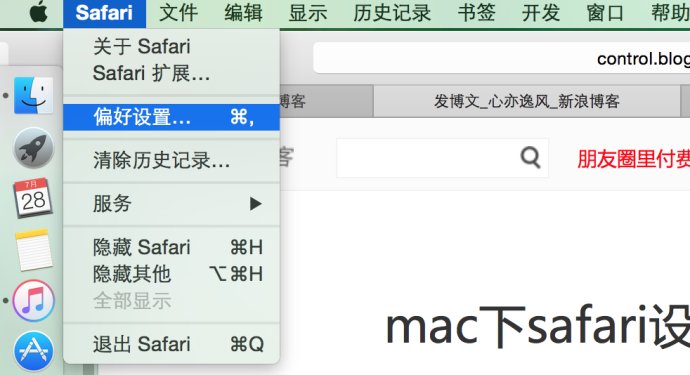 Safari 文件 编辑 显示 历史记录 书签 开发 窗口 帮助
关于 Safari
Safari 扩展…
偏好设置… ⌘,
清除历史记录…
服务
隐藏 Safari ⌘H
隐藏其他 ⌥⌘H
全部显示
退出 Safari ⌘Q
control.blog
博客
发博文_心亦逸风_新浪博客
客
朋友圈里付费
7月
28
mac下safari设